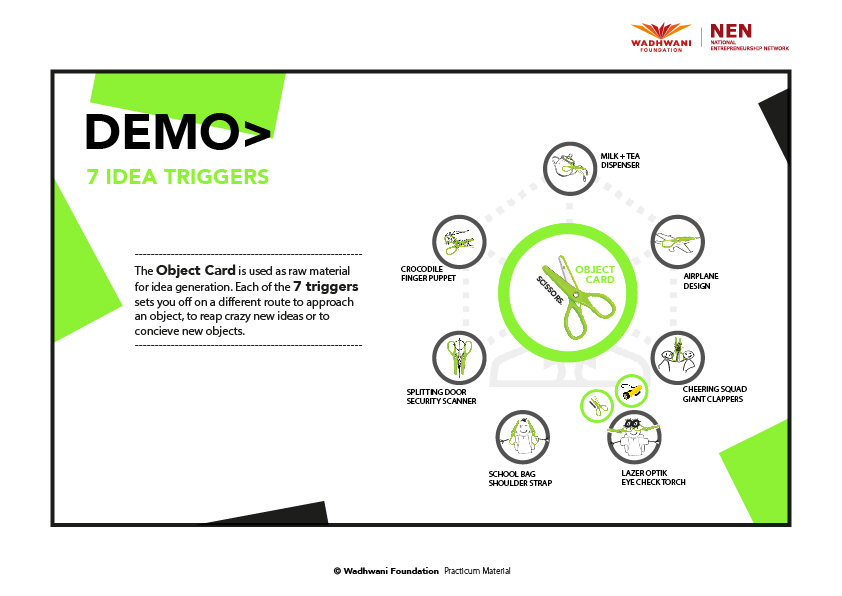 WADHWANI
FOUNDATION
NEN
NATIONAL
ENTREPRENEURSHIP NETWORK
DEMO>
7 IDEA TRIGGERS
The Object Card is used as raw material
for idea generation. Each of the 7 triggers
sets you off on a different route to approach
an object, to reap crazy new ideas or to
concieve new objects.
MILK + TEA
DISPENSER
CROCODILE
FINGER PUPPET
OBJECT
CARD
SCISSORS
AIRPLANE
DESIGN
SPLITTING DOOR
SECURITY SCANNER
CHEERING SQUAD
GIANT CLAPPERS
SCHOOL BAG
SHOULDER STRAP
LAZER OPTIK
EYE CHECK TORCH
© Wadhwani Foundation Practicum Material